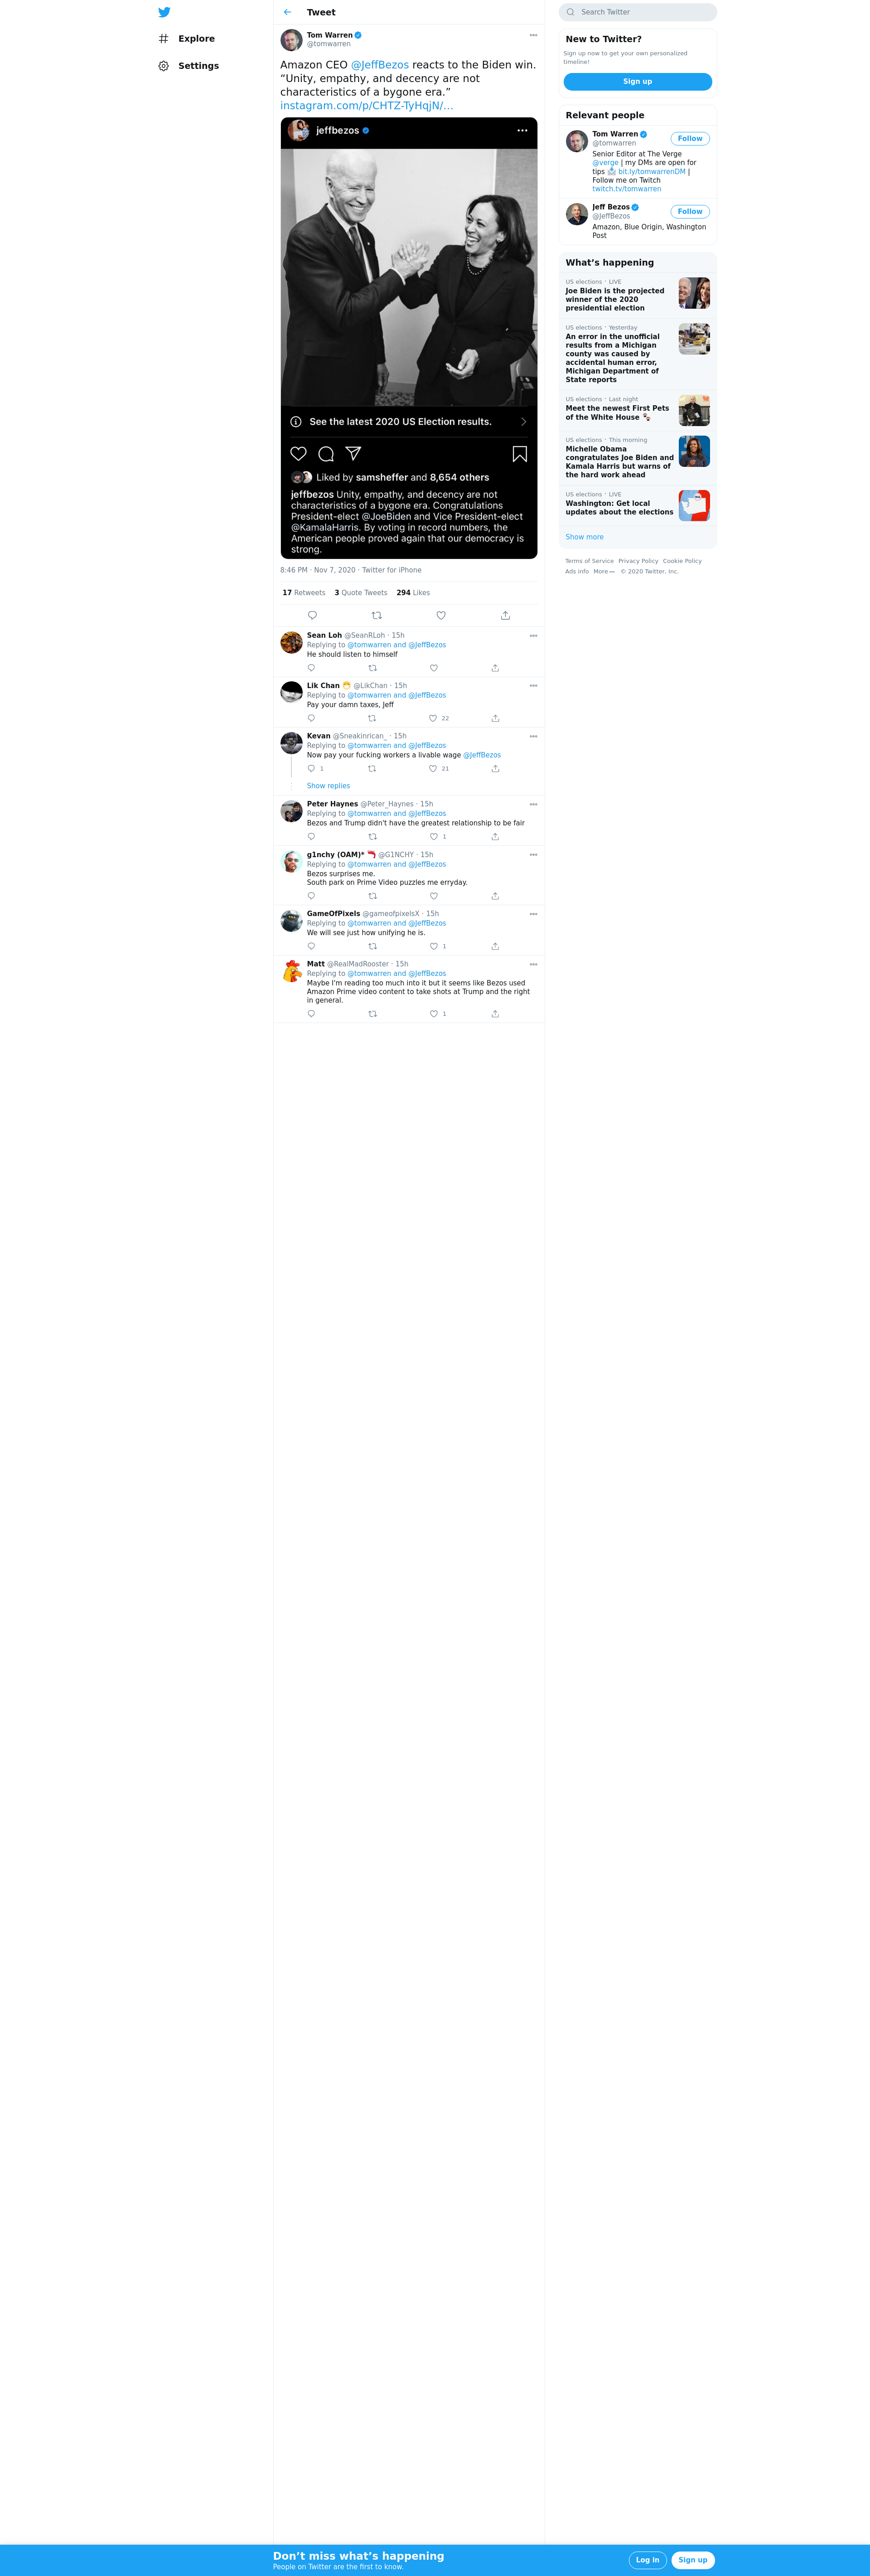 Explore
Settings
Tweet
Tom Warren
@tomwarren
Amazon CEO @JeffBezos reacts to the Biden win.
“Unity, empathy, and decency are not
characteristics of a bygone era.”
instagram.com/p/CHTZ-TyHqjN/…
jeffbezos
See the latest 2020 US Election results.
Liked by samsheffer and 8,654 others
jeffbezos Unity, empathy, and decency are not
characteristics of a bygone era. Congratulations
President-elect @JoeBiden and Vice President-elect
@KamalaHarris. By voting in record numbers, the
American people proved again that our democracy is
strong.
8:46 PM · Nov 7, 2020 · Twitter for iPhone
17 Retweets 3 Quote Tweets 294 Likes
Sean Loh @SeanRLoh · 15h
Replying to @tomwarren and @JeffBezos
He should listen to himself
Lik Chan 😷 @LikChan · 15h
Replying to @tomwarren and @JeffBezos
Pay your damn taxes, Jeff
22
Kevan @Sneakinrican_ · 15h
Replying to @tomwarren and @JeffBezos
Now pay your fucking workers a livable wage @JeffBezos
1 21
Show replies
Peter Haynes @Peter_Haynes · 15h
Replying to @tomwarren and @JeffBezos
Bezos and Trump didn't have the greatest relationship to be fair
1
g1nchy (OAM)* 🦐 @G1NCHY · 15h
Replying to @tomwarren and @JeffBezos
Bezos surprises me.
South park on Prime Video puzzles me erryday.
GameOfPixels @gameofpixelsX · 15h
Replying to @tomwarren and @JeffBezos
We will see just how unifying he is.
1
Matt @RealMadRooster · 15h
Replying to @tomwarren and @JeffBezos
Maybe I'm reading too much into it but it seems like Bezos used
Amazon Prime video content to take shots at Trump and the right
in general.
1
Search Twitter
New to Twitter?
Sign up now to get your own personalized
timeline!
Sign up
Relevant people
Tom Warren
@tomwarren
Follow
Senior Editor at The Verge
@verge | my DMs are open for
tips 📩 bit.ly/tomwarrenDM |
Follow me on Twitch
twitch.tv/tomwarren
Jeff Bezos
@JeffBezos
Follow
Amazon, Blue Origin, Washington
Post
What’s happening
US elections · LIVE
Joe Biden is the projected
winner of the 2020
presidential election
US elections · Yesterday
An error in the unofficial
results from a Michigan
county was caused by
accidental human error,
Michigan Department of
State reports
US elections · Last night
Meet the newest First Pets
of the White House 🐾
US elections · This morning
Michelle Obama
congratulates Joe Biden and
Kamala Harris but warns of
the hard work ahead
US elections · LIVE
Washington: Get local
updates about the elections
Show more
Terms of Service Privacy Policy Cookie Policy
Ads info More © 2020 Twitter, Inc.
Don’t miss what’s happening
People on Twitter are the first to know.
Log in
Sign up